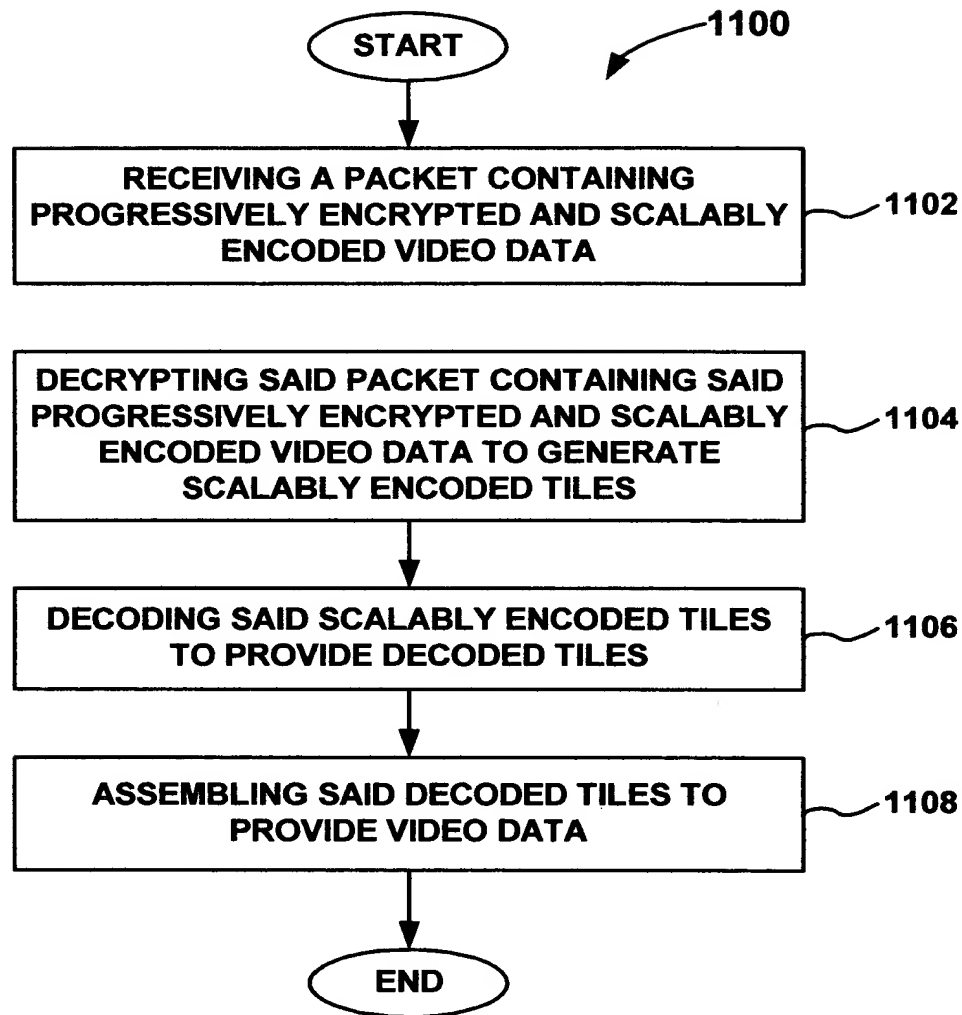 START
1100
RECEIVING A PACKET CONTAINING
PROGRESSIVELY ENCRYPTED AND SCALABLY
ENCODED VIDEO DATA
1102
DECRYPTING SAID PACKET CONTAINING SAID
PROGRESSIVELY ENCRYPTED AND SCALABLY
ENCODED VIDEO DATA TO GENERATE
SCALABLY ENCODED TILES
1104
DECODING SAID SCALABLY ENCODED TILES
TO PROVIDE DECODED TILES
1106
ASSEMBLING SAID DECODED TILES TO
PROVIDE VIDEO DATA
1108
END